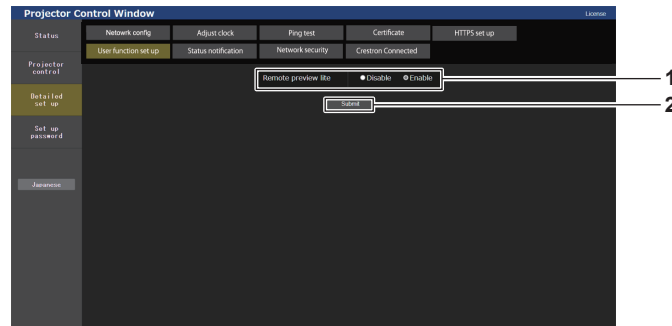 Projector Control Window
License
Status
Netowrk config
Adjust clock
Ping test
Certificate
HTTPS set up
User function set up
Status notification
Network security
Crestron Connected
Projector
control
Remote preview lite
Disable
Enable
1
Detailed
set up
Submit
2
Set up
password
Japanese